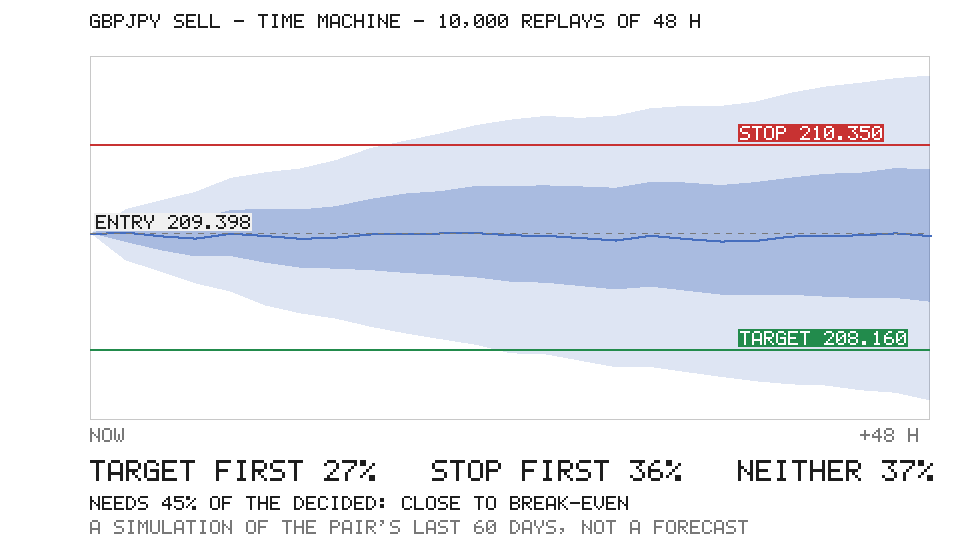 GBPJPY SELL - TIME MACHINE - 10,000 REPLAYS OF 48 H
STOP 210.350
ENTRY 209.398
TARGET 208.160
NOW +48 H
TARGET FIRST 27% STOP FIRST 36% NEITHER 37%
NEEDS 45% OF THE DECIDED: CLOSE TO BREAK-EVEN
A SIMULATION OF THE PAIR'S LAST 60 DAYS, NOT A FORECAST